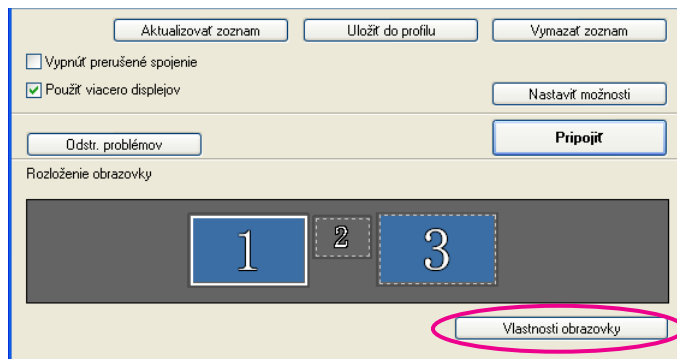 Aktualizovať zoznam Uložiť do profilu Vymazať zoznam
Vypnúť prerušené spojenie
Použiť viacero displejov Nastaviť možnosti
Odstr. problémov Pripojiť
Rozloženie obrazovky
1 2 3
Vlastnosti obrazovky